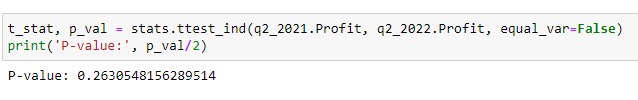 t_stat, p_val = stats.ttest_ind(q2_2021.Profit, q2_2022.Profit, equal_var=False)
print('P-value:', p_val/2)
P-value: 0.2630548156289514